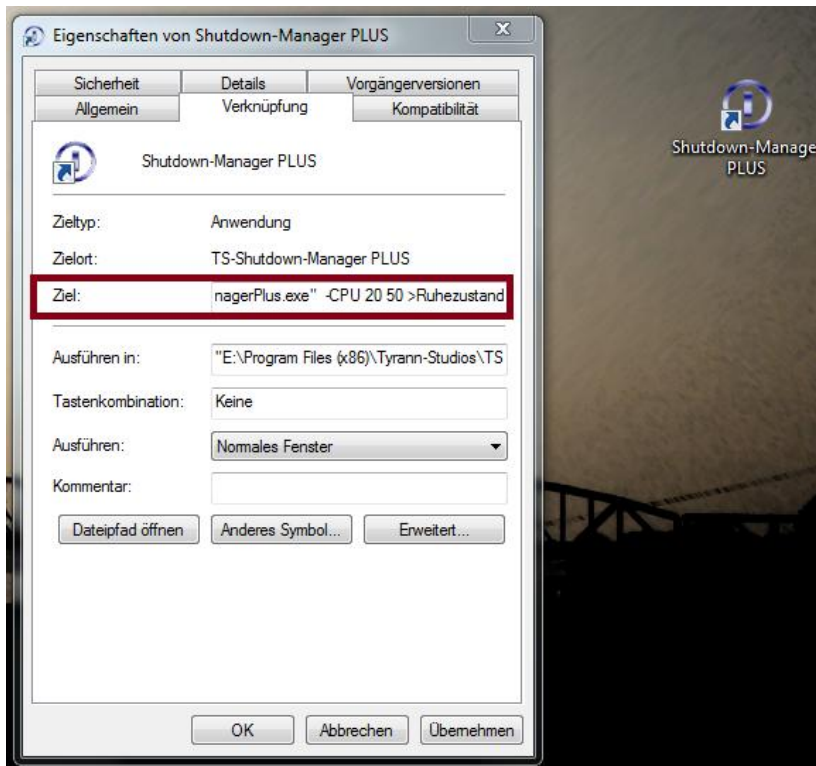 Eigenschaften von Shutdown-Manager PLUS
Sicherheit Details Vorgängerversionen
Allgemein Verknüpfung Kompatibilität
Shutdown-Manager PLUS
Zieltyp: Anwendung
Zielort: TS-Shutdown-Manager PLUS
Ziel: nagerPlus.exe" -CPU 20 50 >Ruhezustand
Ausführen in: "E:\Program Files (x86)\Tyrann-Studios\TS
Tastenkombination: Keine
Ausführen: Normales Fenster
Kommentar:
Dateipfad öffnen Anderes Symbol... Erweitert...
OK Abbrechen Übernehmen
Shutdown-Manage
PLUS